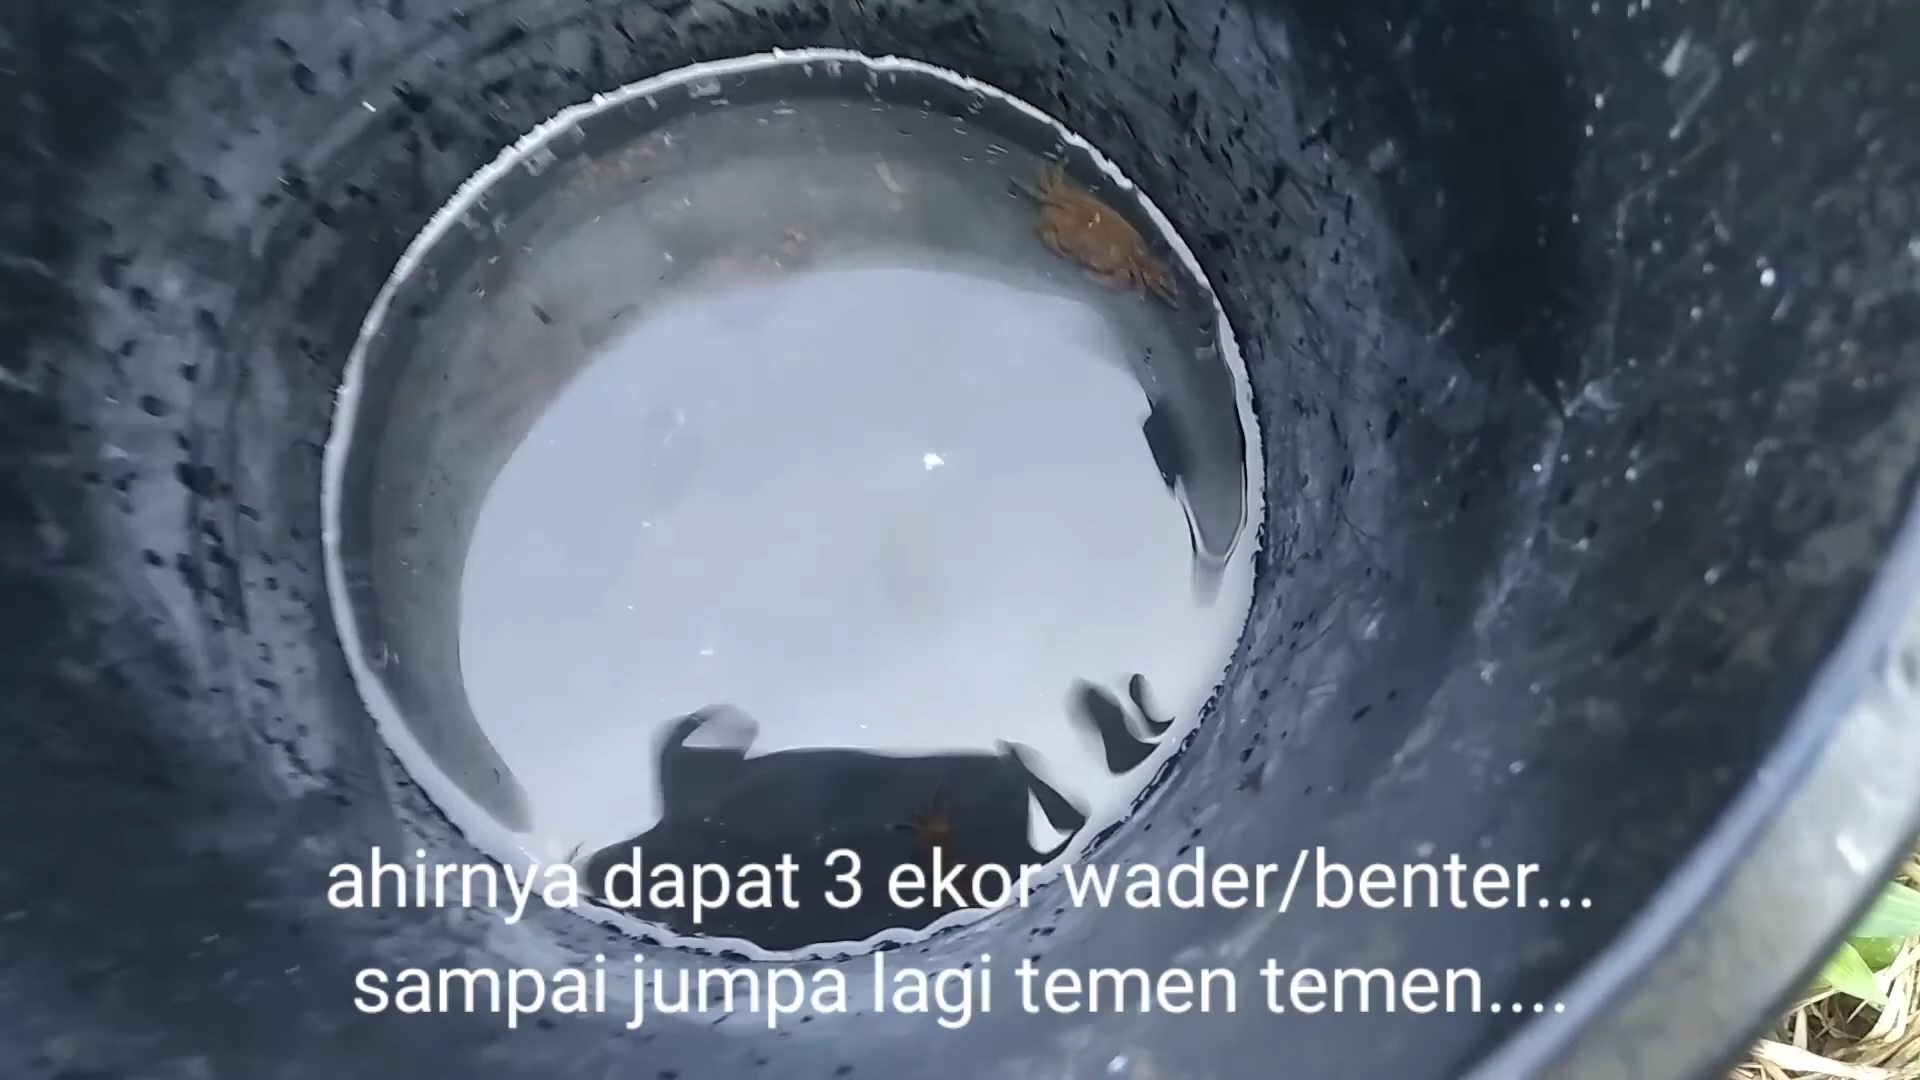 ahirnya dapat 3 ekor wader/benter...
sampai jumpa lagi temen temen....